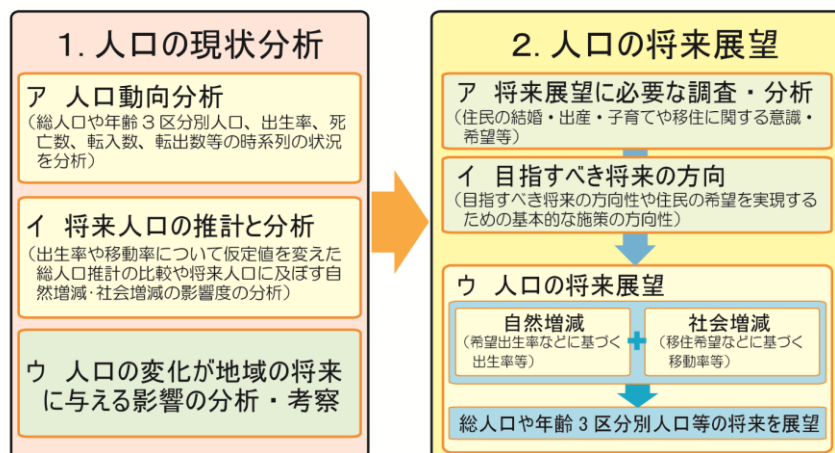 1. 人口の現状分析
ア 人口動向分析
(総人口や年齢3区分別人口、出生率、死
亡数、転入数、転出数等の時系列の状況
を分析)
イ 将来人口の推計と分析
(出生率や移動率について仮定値を変えた
総人口推計の比較や将来人口に及ぼす自
然増減・社会増減の影響度の分析)
ウ 人口の変化が地域の将来
に与える影響の分析・考察
2. 人口の将来展望
ア 将来展望に必要な調査・分析
(住民の結婚・出産・子育てや移住に関する意識・
希望等)
イ 目指すべき将来の方向
(目指すべき将来の方向性や住民の希望を実現する
ための基本的な施策の方向性)
ウ 人口の将来展望
自然増減
(希望出生率などに基づく
出生率等)
+
社会増減
(移住希望などに基づく
移動率等)
総人口や年齢3区分別人口等の将来を展望